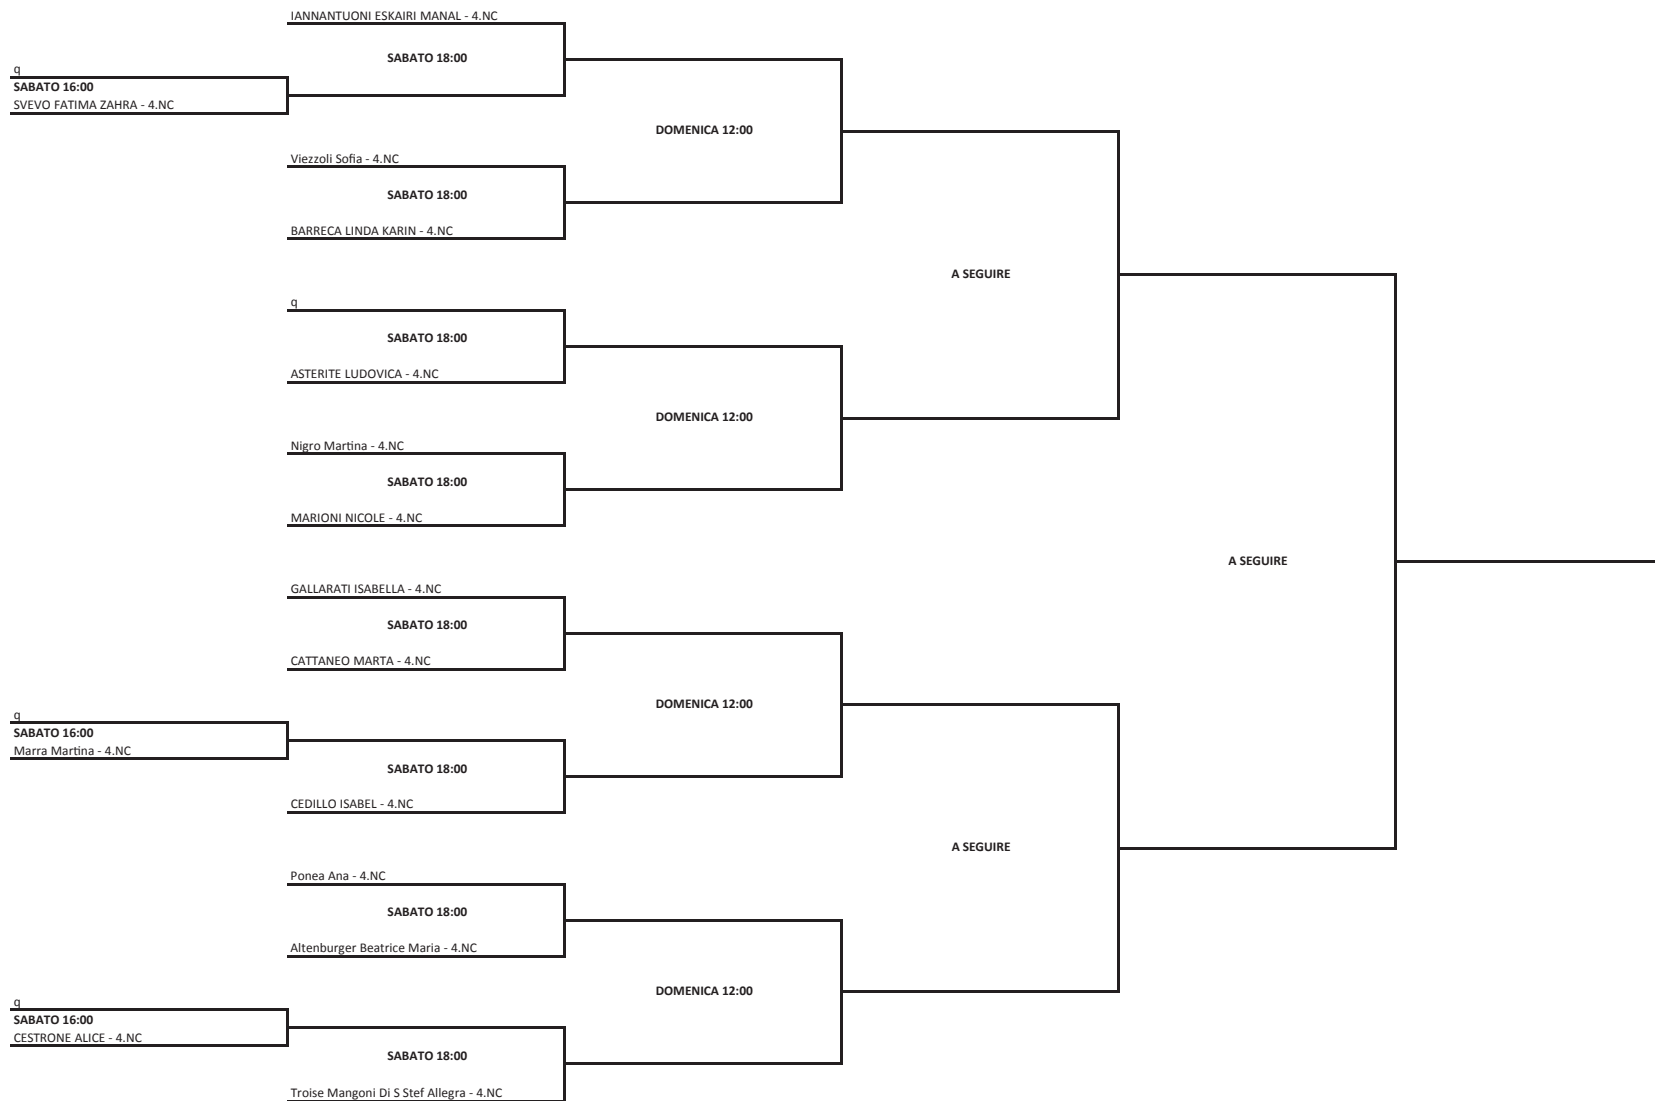 IANNANTUONI ESKAIRI MANAL - 4.NC
SABATO 18:00
q
SABATO 16:00
SVEVO FATIMA ZAHRA - 4.NC
DOMENICA 12:00
Viezzoli Sofia - 4.NC
SABATO 18:00
BARRECA LINDA KARIN - 4.NC
A SEGUIRE
q
SABATO 18:00
ASTERITE LUDOVICA - 4.NC
DOMENICA 12:00
Nigro Martina - 4.NC
SABATO 18:00
MARIONI NICOLE - 4.NC
A SEGUIRE
GALLARATI ISABELLA - 4.NC
SABATO 18:00
CATTANEO MARTA - 4.NC
DOMENICA 12:00
q
SABATO 16:00
Marra Martina - 4.NC
SABATO 18:00
CEDILLO ISABEL - 4.NC
A SEGUIRE
Ponea Ana - 4.NC
SABATO 18:00
Altenburger Beatrice Maria - 4.NC
DOMENICA 12:00
q
SABATO 16:00
CESTRONE ALICE - 4.NC
SABATO 18:00
Troise Mangoni Di S Stef Allegra - 4.NC